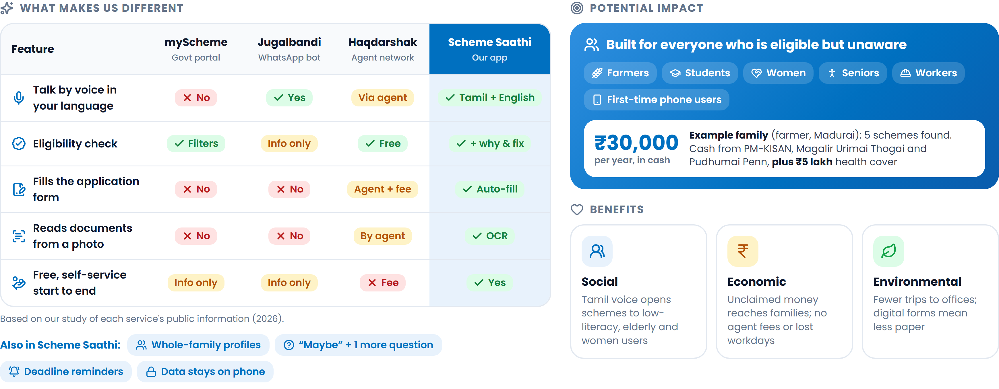 WHAT MAKES US DIFFERENT
Feature
myScheme
Govt portal
Jugalbandi
WhatsApp bot
Haqdarshak
Agent network
Scheme Saathi
Our app
Talk by voice in
your language
No
Yes
Via agent
Tamil + English
Eligibility check
Filters
Info only
Free
+ why & fix
Fills the application
form
No
No
Agent + fee
Auto-fill
Reads documents
from a photo
No
No
By agent
OCR
Free, self-service
start to end
Info only
Info only
Fee
Yes
Based on our study of each service's public information (2026).
Also in Scheme Saathi:
Whole-family profiles
“Maybe” + 1 more question
Deadline reminders
Data stays on phone
POTENTIAL IMPACT
Built for everyone who is eligible but unaware
Farmers
Students
Women
Seniors
Workers
First-time phone users
₹30,000
per year, in cash
Example family (farmer, Madurai): 5 schemes found.
Cash from PM-KISAN, Magalir Urimai Thogai and
Pudhumai Penn, plus ₹5 lakh health cover
BENEFITS
Social
Tamil voice opens
schemes to low-
literacy, elderly and
women users
Economic
Unclaimed money
reaches families; no
agent fees or lost
workdays
Environmental
Fewer trips to offices;
digital forms mean
less paper